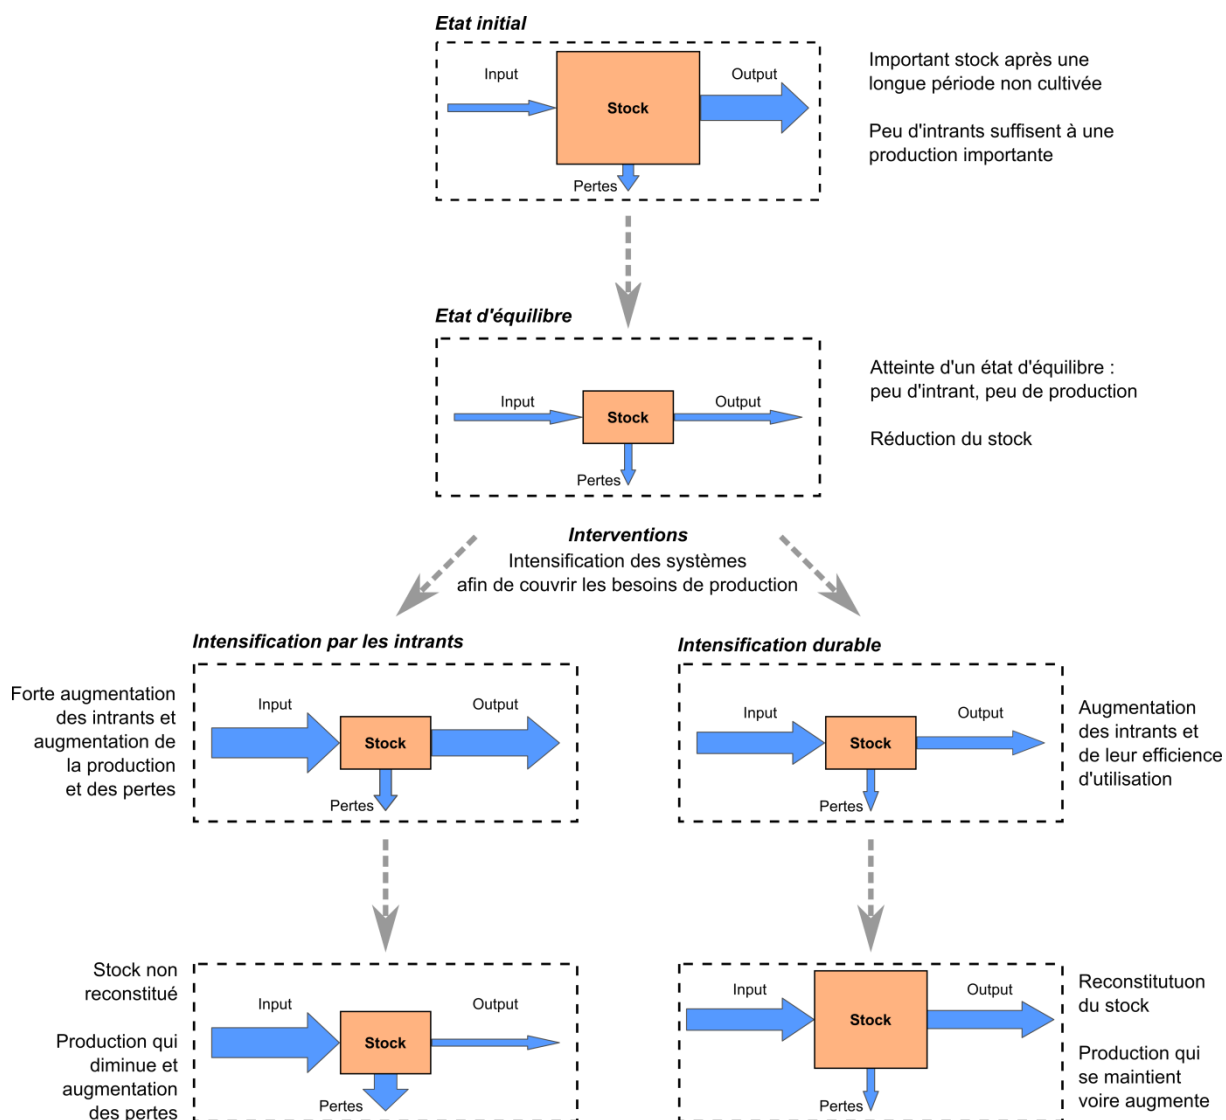 Etat initial
Input
Output
Stock
Pertes
Important stock après une
longue période non cultivée
Peu d'intrants suffisent à une
production importante
Etat d'équilibre
Input
Output
Stock
Pertes
Atteinte d'un état d'équilibre :
peu d'intrant, peu de production
Réduction du stock
Interventions
Intensification des systèmes
afin de couvrir les besoins de production
Intensification par les intrants
Forte augmentation
des intrants et
augmentation de
la production
et des pertes
Input
Output
Stock
Pertes
Intensification durable
Input
Output
Stock
Pertes
Augmentation
des intrants et
de leur efficience
d'utilisation
Stock non
reconstitué
Production qui
diminue et
augmentation
des pertes
Input
Output
Stock
Pertes
Input
Output
Stock
Pertes
Reconstitutuon
du stock
Production qui
se maintient
voire augmente